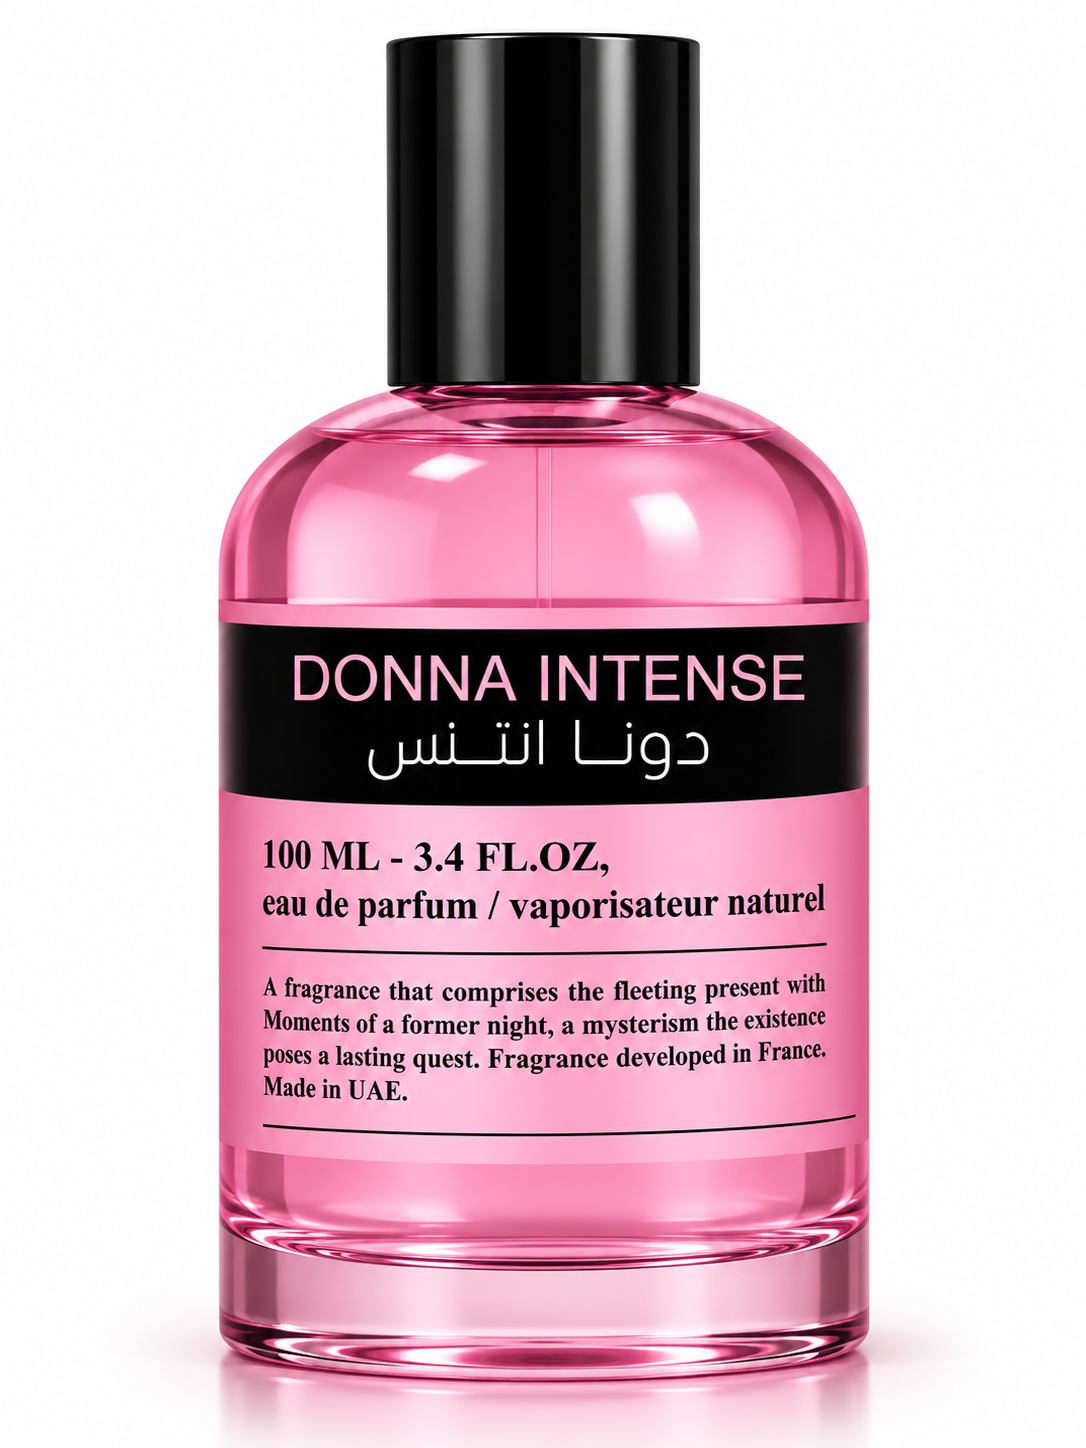 DONNA INTENSE
دونـا انتـنس
100 ML - 3.4 FL.OZ,
eau de parfum / vaporisateur naturel
A fragrance that comprises the fleeting present with
Moments of a former night, a mysterism the existence
poses a lasting quest. Fragrance developed in France.
Made in UAE.